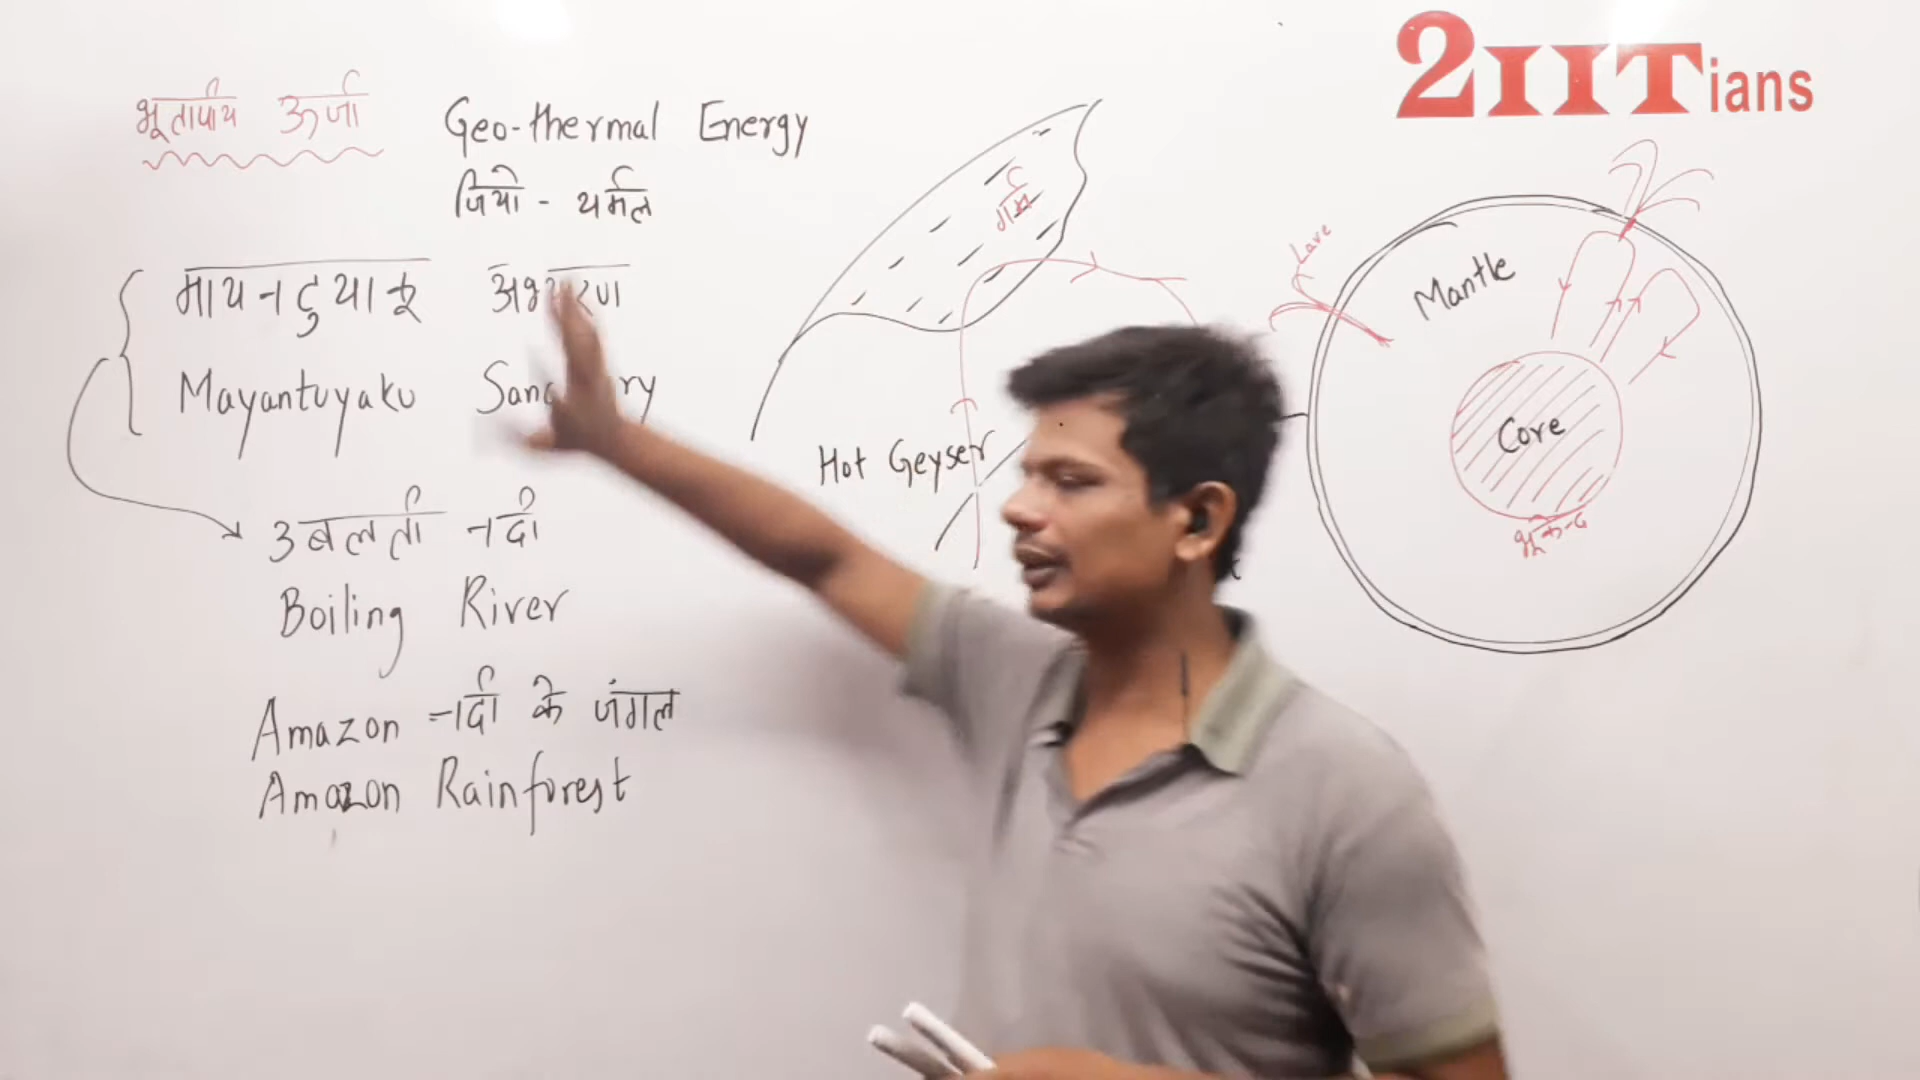 2IITians
भूतापीय ऊर्जा
Geo-thermal Energy
जियो - थर्मल
मायनटुयाकू
Mayantuyaku
उबलती नदी
Boiling River
Amazon नदी के जंगल
Amazon Rainforest
गर्म
Hot Geyser
Lava
Mantle
Core